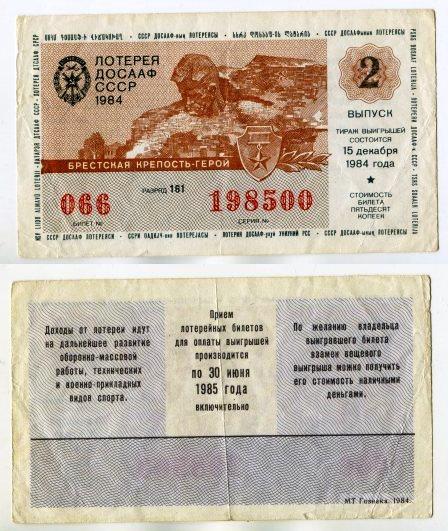 ЛОТЕРЕЯ
ДОСААФ
СССР
1984
2
ВЫПУСК
ТИРАЖ ВЫИГРЫШЕЙ
СОСТОИТСЯ
15 декабря
1984 года
★
СТОИМОСТЬ
БИЛЕТА
ПЯТЬДЕСЯТ
КОПЕЕК
БРЕСТСКАЯ КРЕПОСТЬ-ГЕРОЙ
066
РАЗРЯД 161
198500
БИЛЕТ №
СЕРИЯ №
Доходы от лотереи идут
на дальнейшее развитие
оборонно-массовой
работы, технических
и военно-прикладных
видов спорта.
Прием
лотерейных билетов
для оплаты выигрышей
производится
по 30 июня
1985 года
включительно
По желанию владельца
выигравшего билета
взамен вещевого
выигрыша можно получить
его стоимость наличными
деньгами.
МТ Гознака. 1984.